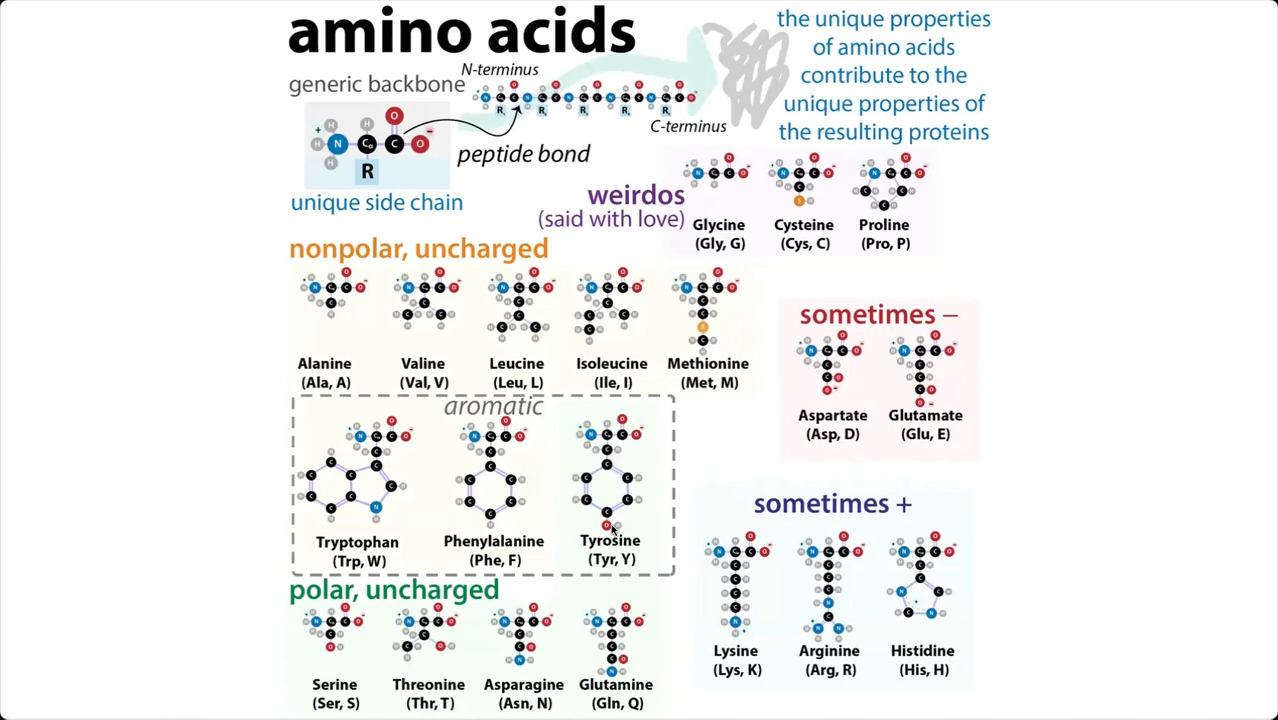 amino acids
the unique properties
of amino acids
contribute to the
unique properties of
the resulting proteins
generic backbone
N-terminus
C-terminus
peptide bond
R
R
R
R
R
H
H
H
H
N
Cα
C
O
O
+
−
R
unique side chain
weirdos
(said with love)
Glycine
(Gly, G)
Cysteine
(Cys, C)
Proline
(Pro, P)
nonpolar, uncharged
Alanine
(Ala, A)
Valine
(Val, V)
Leucine
(Leu, L)
Isoleucine
(Ile, I)
Methionine
(Met, M)
sometimes −
Aspartate
(Asp, D)
Glutamate
(Glu, E)
aromatic
Tryptophan
(Trp, W)
Phenylalanine
(Phe, F)
Tyrosine
(Tyr, Y)
sometimes +
Lysine
(Lys, K)
Arginine
(Arg, R)
Histidine
(His, H)
polar, uncharged
Serine
(Ser, S)
Threonine
(Thr, T)
Asparagine
(Asn, N)
Glutamine
(Gln, Q)